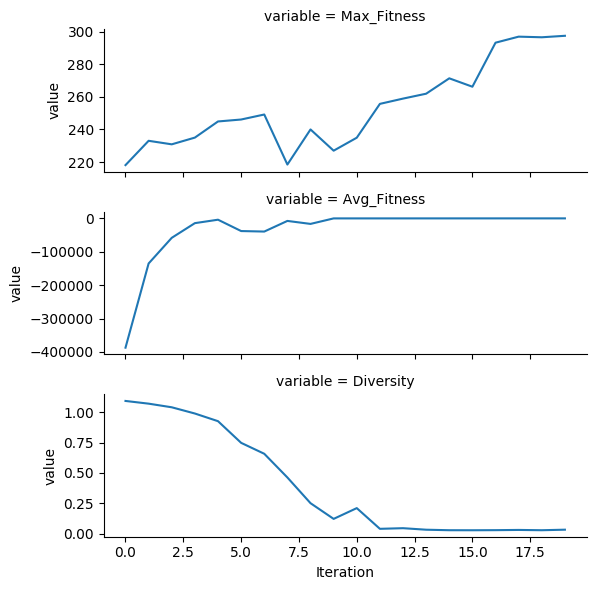 variable = Max_Fitness
300
280
260
240
220
value
variable = Avg_Fitness
0
−100000
−200000
−300000
−400000
value
variable = Diversity
1.00
0.75
0.50
0.25
0.00
value
0.0 2.5 5.0 7.5 10.0 12.5 15.0 17.5
Iteration